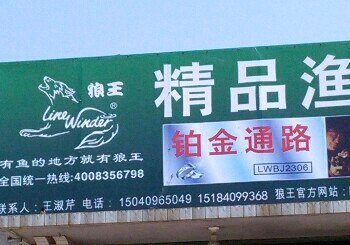 狼王
®
Line Winder
精品渔
铂金通路
LWBJ2306
有鱼的地方就有狼王
全国统一热线:4008356798
联系人：王淑芹 电话：15040965049 15184099368 狼王官方网站: